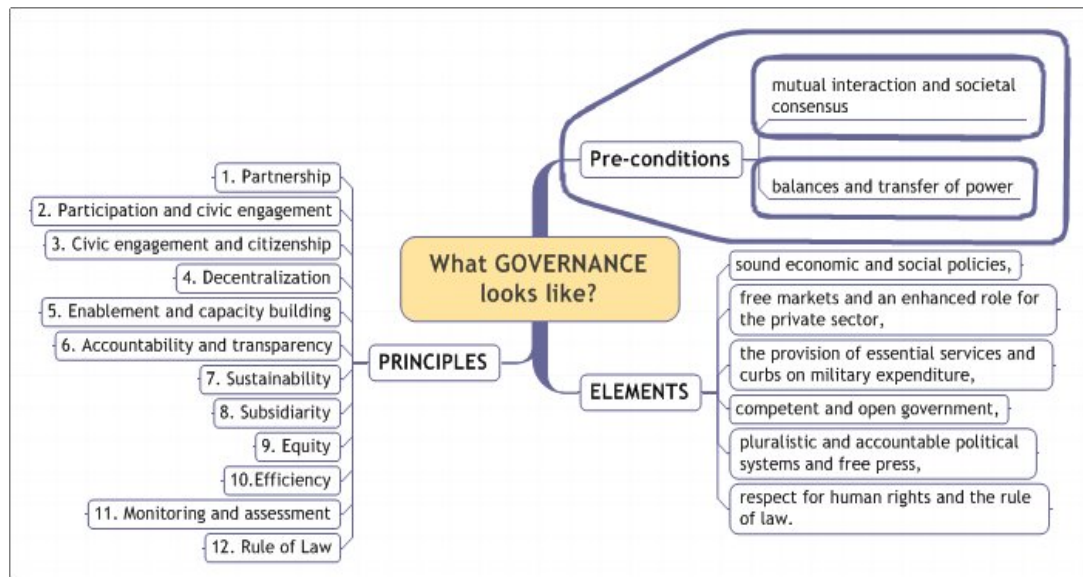 What GOVERNANCE
looks like?
Pre-conditions
mutual interaction and societal
consensus
balances and transfer of power
ELEMENTS
sound economic and social policies,
free markets and an enhanced role for
the private sector,
the provision of essential services and
curbs on military expenditure,
competent and open government,
pluralistic and accountable political
systems and free press,
respect for human rights and the rule
of law.
PRINCIPLES
1. Partnership
2. Participation and civic engagement
3. Civic engagement and citizenship
4. Decentralization
5. Enablement and capacity building
6. Accountability and transparency
7. Sustainability
8. Subsidiarity
9. Equity
10.Efficiency
11. Monitoring and assessment
12. Rule of Law